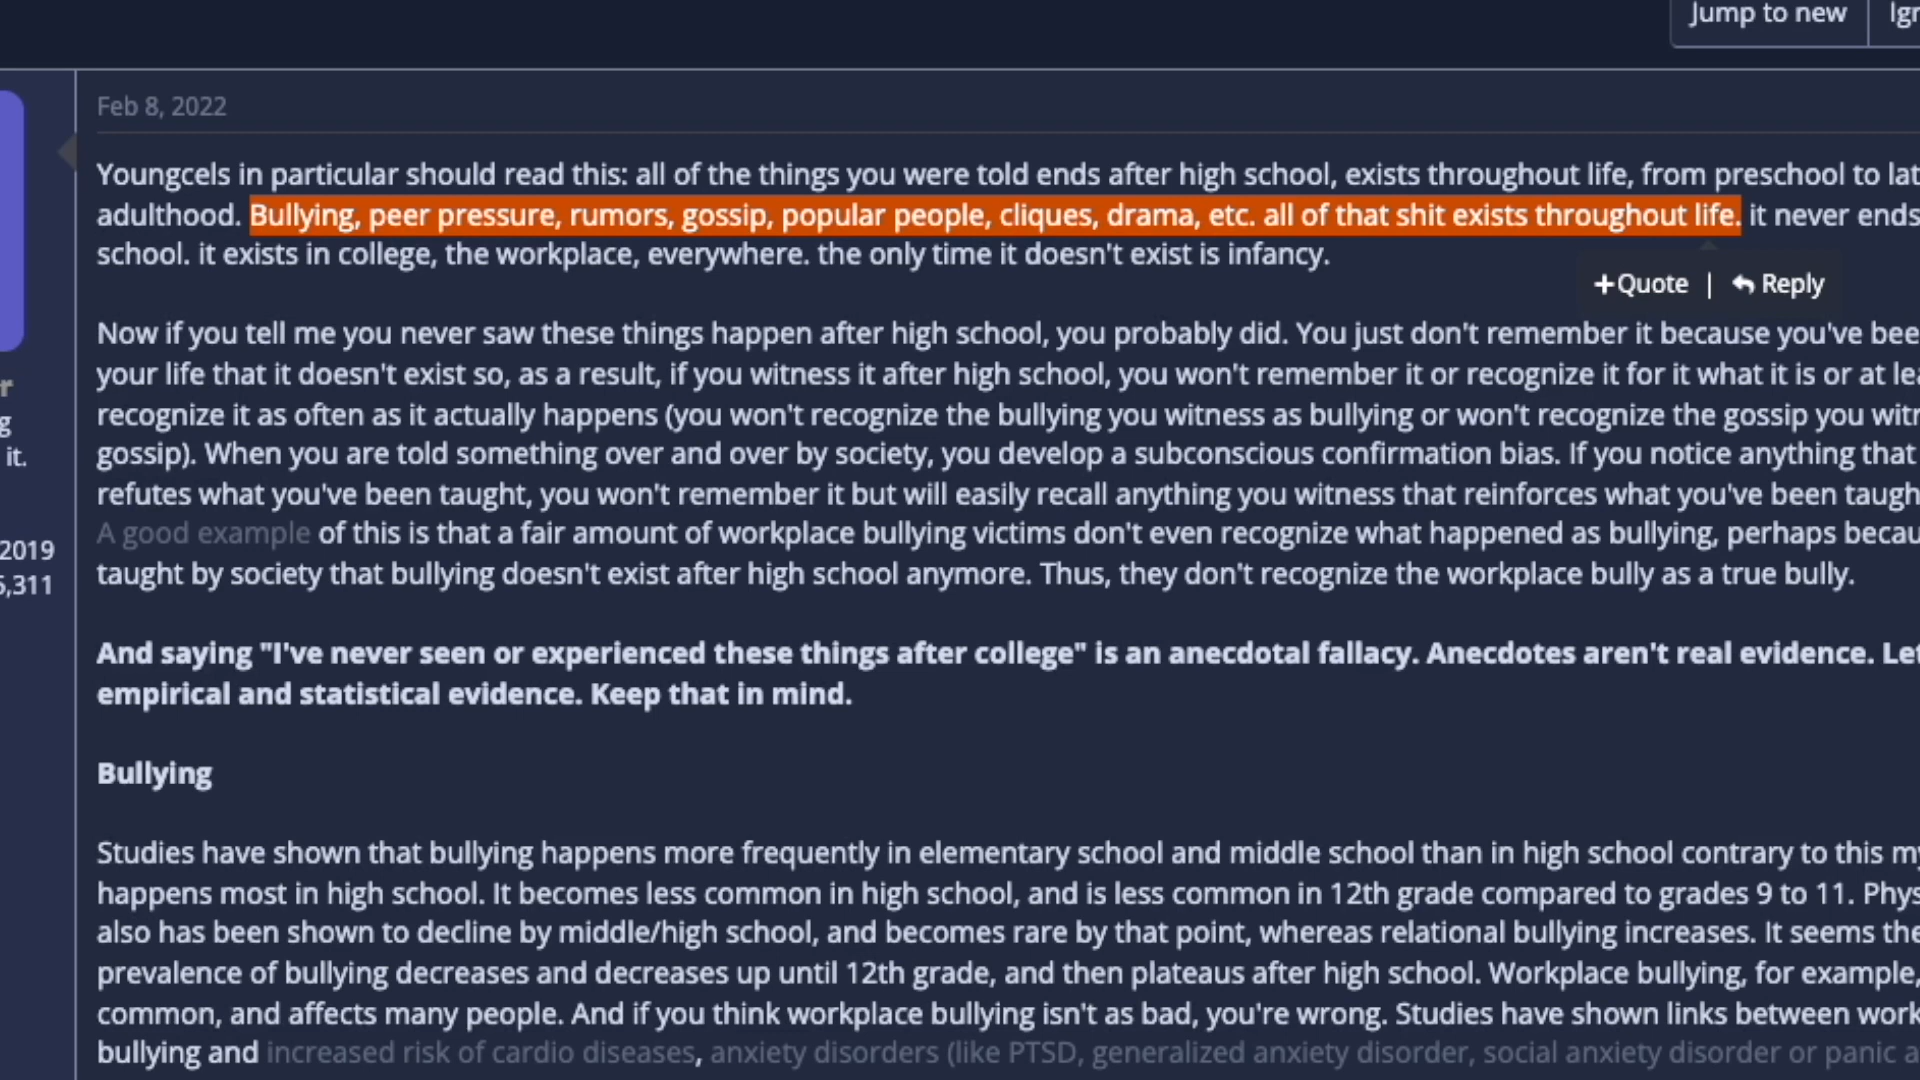 Jump to new
Feb 8, 2022
Youngcels in particular should read this: all of the things you were told ends after high school, exists throughout life, from preschool to
adulthood. Bullying, peer pressure, rumors, gossip, popular people, cliques, drama, etc. all of that shit exists throughout life. it never ends
school. it exists in college, the workplace, everywhere. the only time it doesn't exist is infancy.
+Quote | Reply
Now if you tell me you never saw these things happen after high school, you probably did. You just don't remember it because you've
your life that it doesn't exist so, as a result, if you witness it after high school, you won't remember it or recognize it for it what it is or at
recognize it as often as it actually happens (you won't recognize the bullying you witness as bullying or won't recognize the gossip you
it.
gossip). When you are told something over and over by society, you develop a subconscious confirmation bias. If you notice anything that
refutes what you've been taught, you won't remember it but will easily recall anything you witness that reinforces what you've been
2019
A good example of this is that a fair amount of workplace bullying victims don't even recognize what happened as bullying, perhaps
5,311
taught by society that bullying doesn't exist after high school anymore. Thus, they don't recognize the workplace bully as a true bully.
And saying "I've never seen or experienced these things after college" is an anecdotal fallacy. Anecdotes aren't real evidence.
empirical and statistical evidence. Keep that in mind.
Bullying
Studies have shown that bullying happens more frequently in elementary school and middle school than in high school contrary to this
happens most in high school. It becomes less common in high school, and is less common in 12th grade compared to grades 9 to 11.
also has been shown to decline by middle/high school, and becomes rare by that point, whereas relational bullying increases. It seems
prevalence of bullying decreases and decreases up until 12th grade, and then plateaus after high school. Workplace bullying, for example,
common, and affects many people. And if you think workplace bullying isn't as bad, you're wrong. Studies have shown links between
bullying and increased risk of cardio diseases, anxiety disorders (like PTSD, generalized anxiety disorder, social anxiety disorder or panic